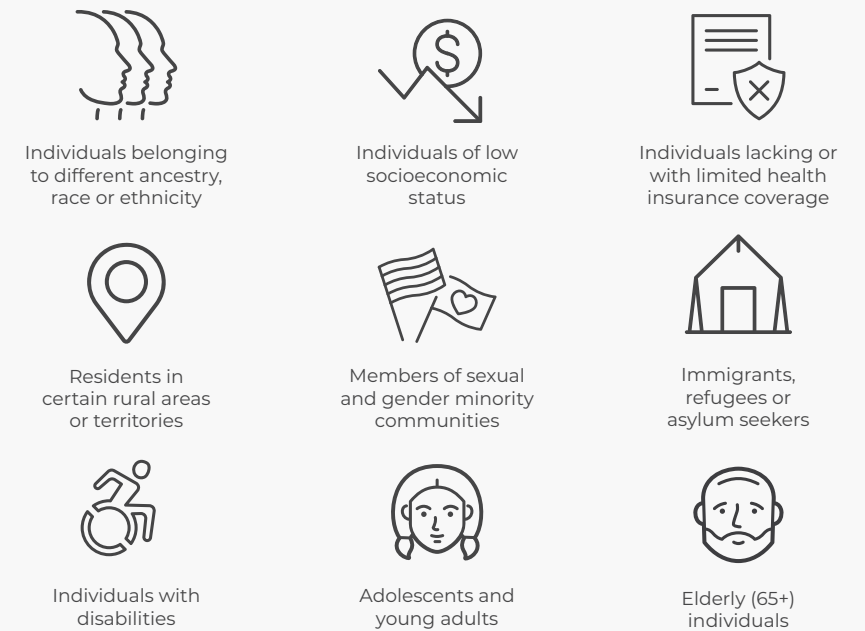 Individuals belonging
to different ancestry,
race or ethnicity
Individuals of low
socioeconomic
status
Individuals lacking or
with limited health
insurance coverage
Residents in
certain rural areas
or territories
Members of sexual
and gender minority
communities
Immigrants,
refugees or
asylum seekers
Individuals with
disabilities
Adolescents and
young adults
Elderly (65+)
individuals